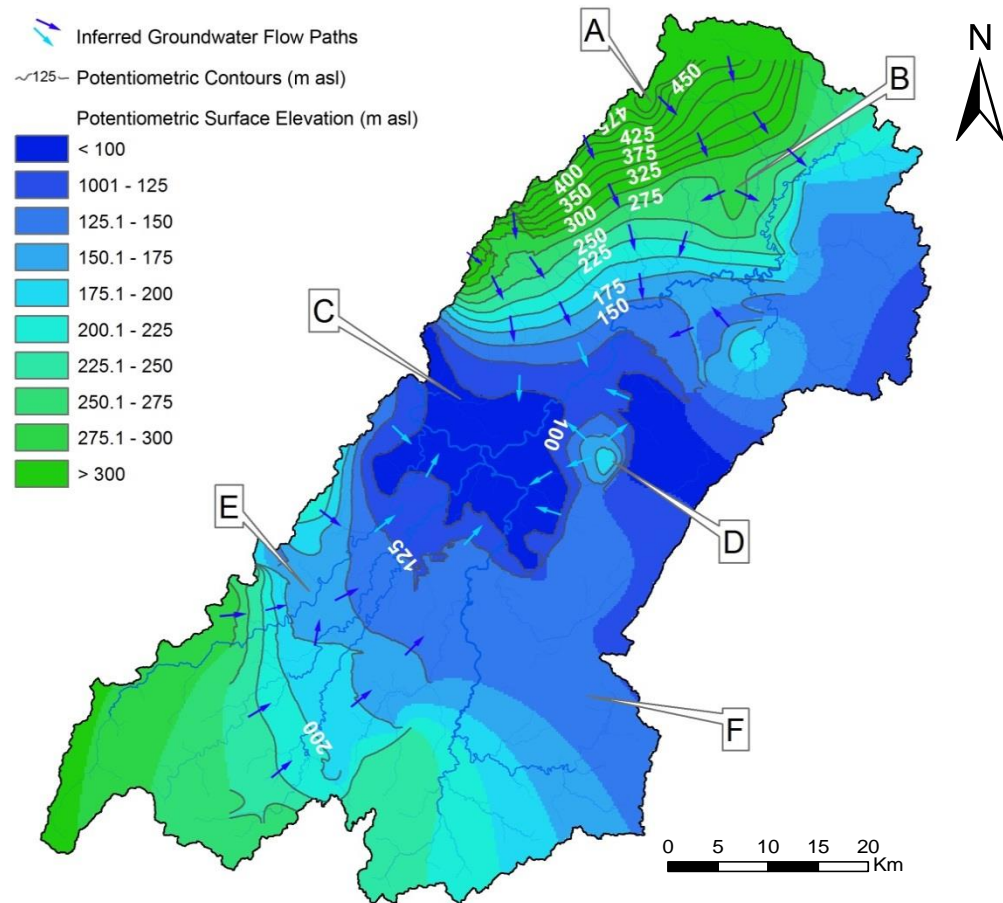 Inferred Groundwater Flow Paths
125 Potentiometric Contours (m asl)
Potentiometric Surface Elevation (m asl)
< 100
1001 - 125
125.1 - 150
150.1 - 175
175.1 - 200
200.1 - 225
225.1 - 250
250.1 - 275
275.1 - 300
> 300
A
N
B
450
475
425
375
325
400
350
300
275
250
225
175
150
C
100
D
E
125
F
200
0 5 10 15 20
Km